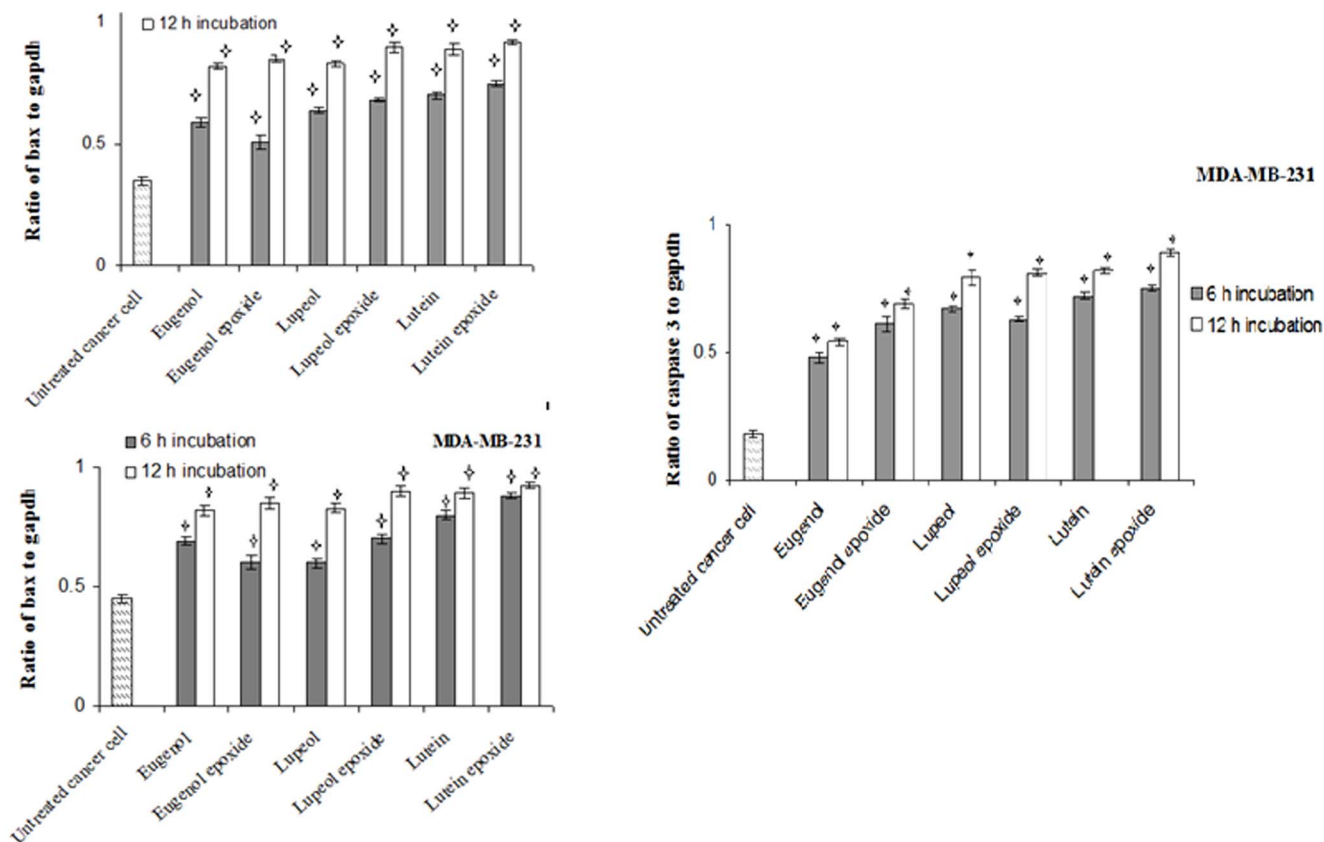 1
12 h incubation
Ratio of bax to gapdh
0.5
0
Untreated cancer cell
Eugenol
Eugenol epoxide
Lupeol
Lupeol epoxide
Lutein
Lutein epoxide
6 h incubation
12 h incubation
MDA-MB-231
Ratio of bax to gapdh
1
0.5
0
Untreated cancer cell
Eugenol
Eugenol epoxide
Lupeol
Lupeol epoxide
Lutein
Lutein epoxide
MDA-MB-231
Ratio of caspase 3 to gapdh
1
0.5
0
6 h incubation
12 h incubation
Untreated cancer cell
Eugenol
Eugenol epoxide
Lupeol
Lupeol epoxide
Lutein
Lutein epoxide